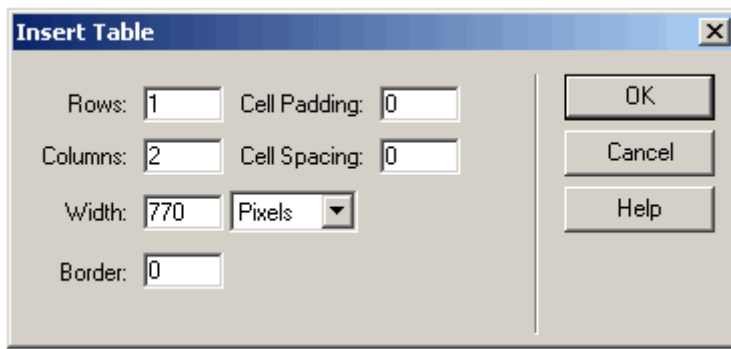 Insert Table
Rows: 1 Cell Padding: 0 OK
Columns: 2 Cell Spacing: 0 Cancel
Width: 770 Pixels Help
Border: 0